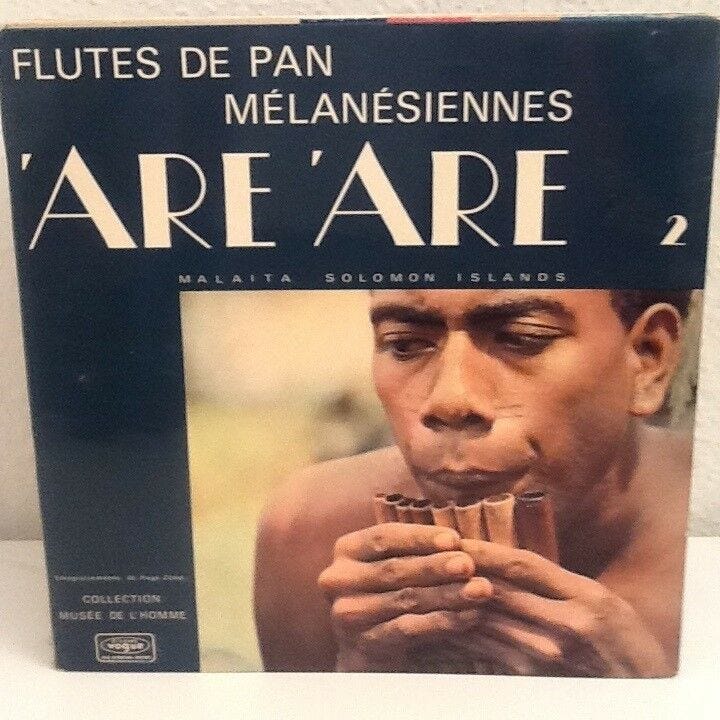 FLUTES DE PAN
MÉLANÉSIENNES
'ARE 'ARE 2
MALAITA SOLOMON ISLANDS
COLLECTION
MUSÉE DE L'HOMME
vogue